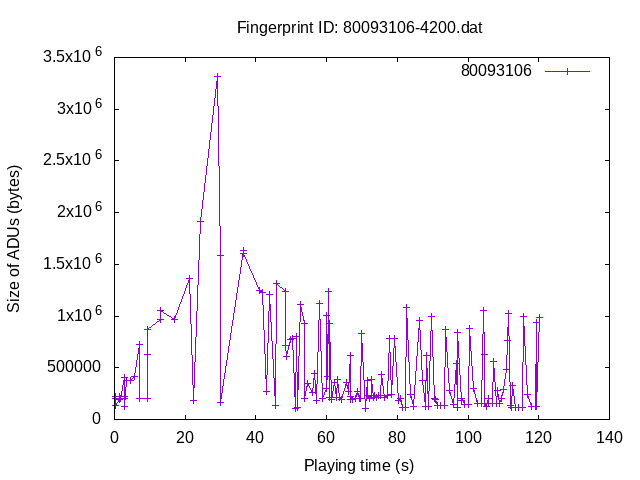 Fingerprint ID: 80093106-4200.dat
80093106
3.5x10^6
3x10^6
2.5x10^6
2x10^6
1.5x10^6
1x10^6
500000
0
Size of ADUs (bytes)
0 20 40 60 80 100 120 140
Playing time (s)